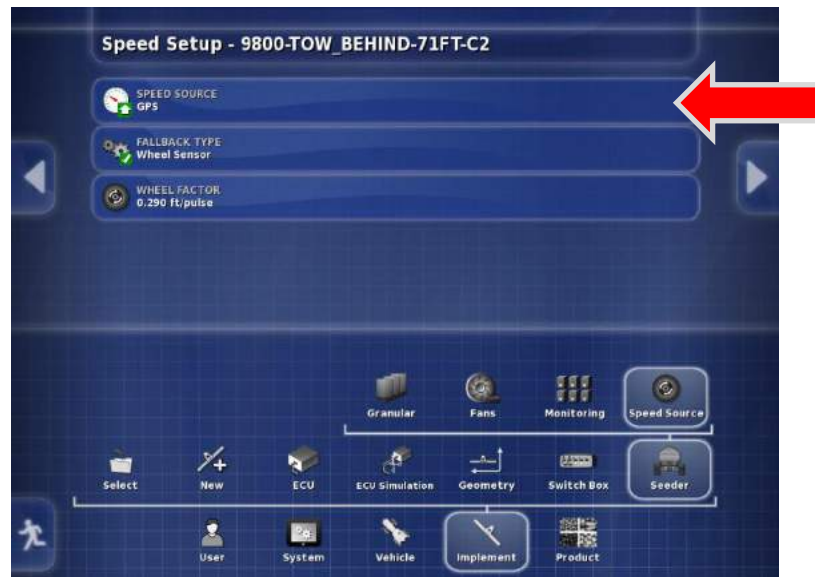 Speed Setup - 9800-TOW_BEHIND-71FT-C2
SPEED SOURCE
GPS
FALLBACK TYPE
Wheel Sensor
WHEEL FACTOR
0.290 ft/pulse
Granular Fans Monitoring Speed Source
Select New ECU ECU Simulation Geometry Switch Box Seeder
User System Vehicle Implement Product